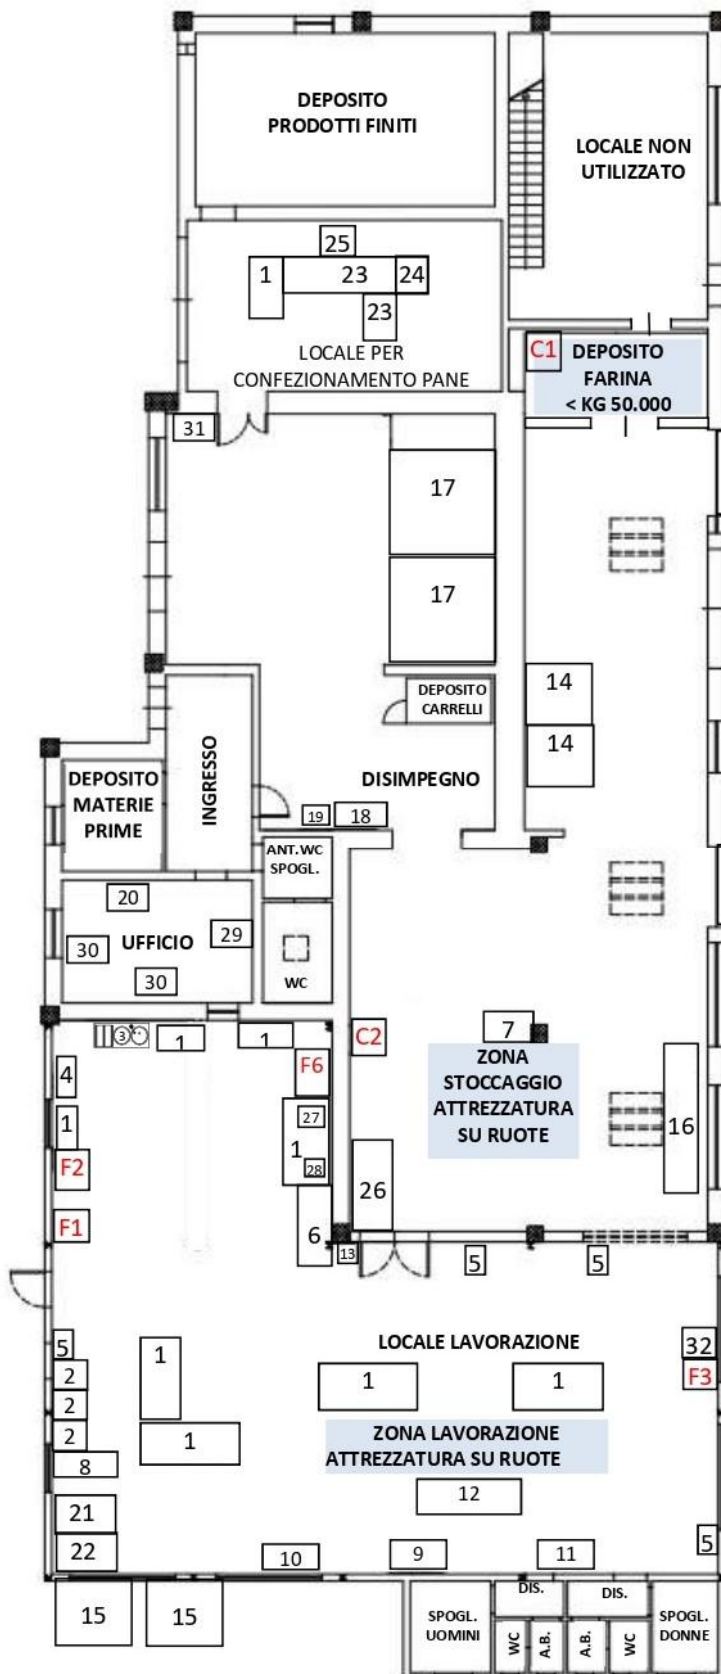 DEPOSITO
PRODOTTI FINITI
LOCALE NON
UTILIZZATO
25
1
23
24
23
LOCALE PER
CONFEZIONAMENTO PANE
C1
DEPOSITO
FARINA
< KG 50.000
31
17
17
14
14
DEPOSITO
CARRELLI
INGRESSO
DISIMPEGNO
DEPOSITO
MATERIE
PRIME
19
18
ANT.WC
SPOGL.
20
29
30
UFFICIO
30
WC
3
1
1
C2
7
ZONA
STOCCAGGIO
ATTREZZATURA
SU RUOTE
4
F6
1
27
1
28
16
F2
26
F1
6
13
5
5
LOCALE LAVORAZIONE
5
1
32
2
1
1
F3
2
2
1
ZONA LAVORAZIONE
ATTREZZATURA SU RUOTE
8
12
21
22
5
10
9
11
15
15
SPOGL.
UOMINI
DIS.
DIS.
WC
A.B.
A.B.
WC
SPOGL.
DONNE